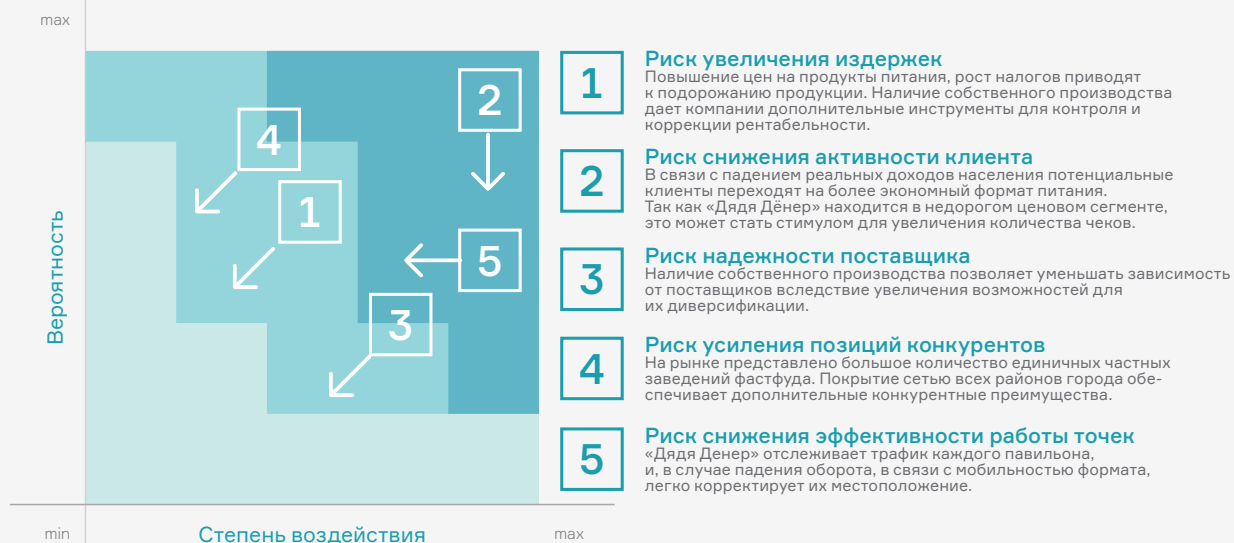 max
4
2
1
5
3
Вероятность
min
Степень воздействия
max
1
Риск увеличения издержек
Повышение цен на продукты питания, рост налогов приводят
к подорожанию продукции. Наличие собственного производства
дает компании дополнительные инструменты для контроля и
коррекции рентабельности.
2
Риск снижения активности клиента
В связи с падением реальных доходов населения потенциальные
клиенты переходят на более экономный формат питания.
Так как «Дядя Дёнер» находится в недорогом ценовом сегменте,
это может стать стимулом для увеличения количества чеков.
3
Риск надежности поставщика
Наличие собственного производства позволяет уменьшать зависимость
от поставщиков вследствие увеличения возможностей для
их диверсификации.
4
Риск усиления позиций конкурентов
На рынке представлено большое количество единичных частных
заведений фастфуда. Покрытие сетью всех районов города обе-
спечивает дополнительные конкурентные преимущества.
5
Риск снижения эффективности работы точек
«Дядя Денер» отслеживает трафик каждого павильона,
и, в случае падения оборота, в связи с мобильностью формата,
легко корректирует их местоположение.